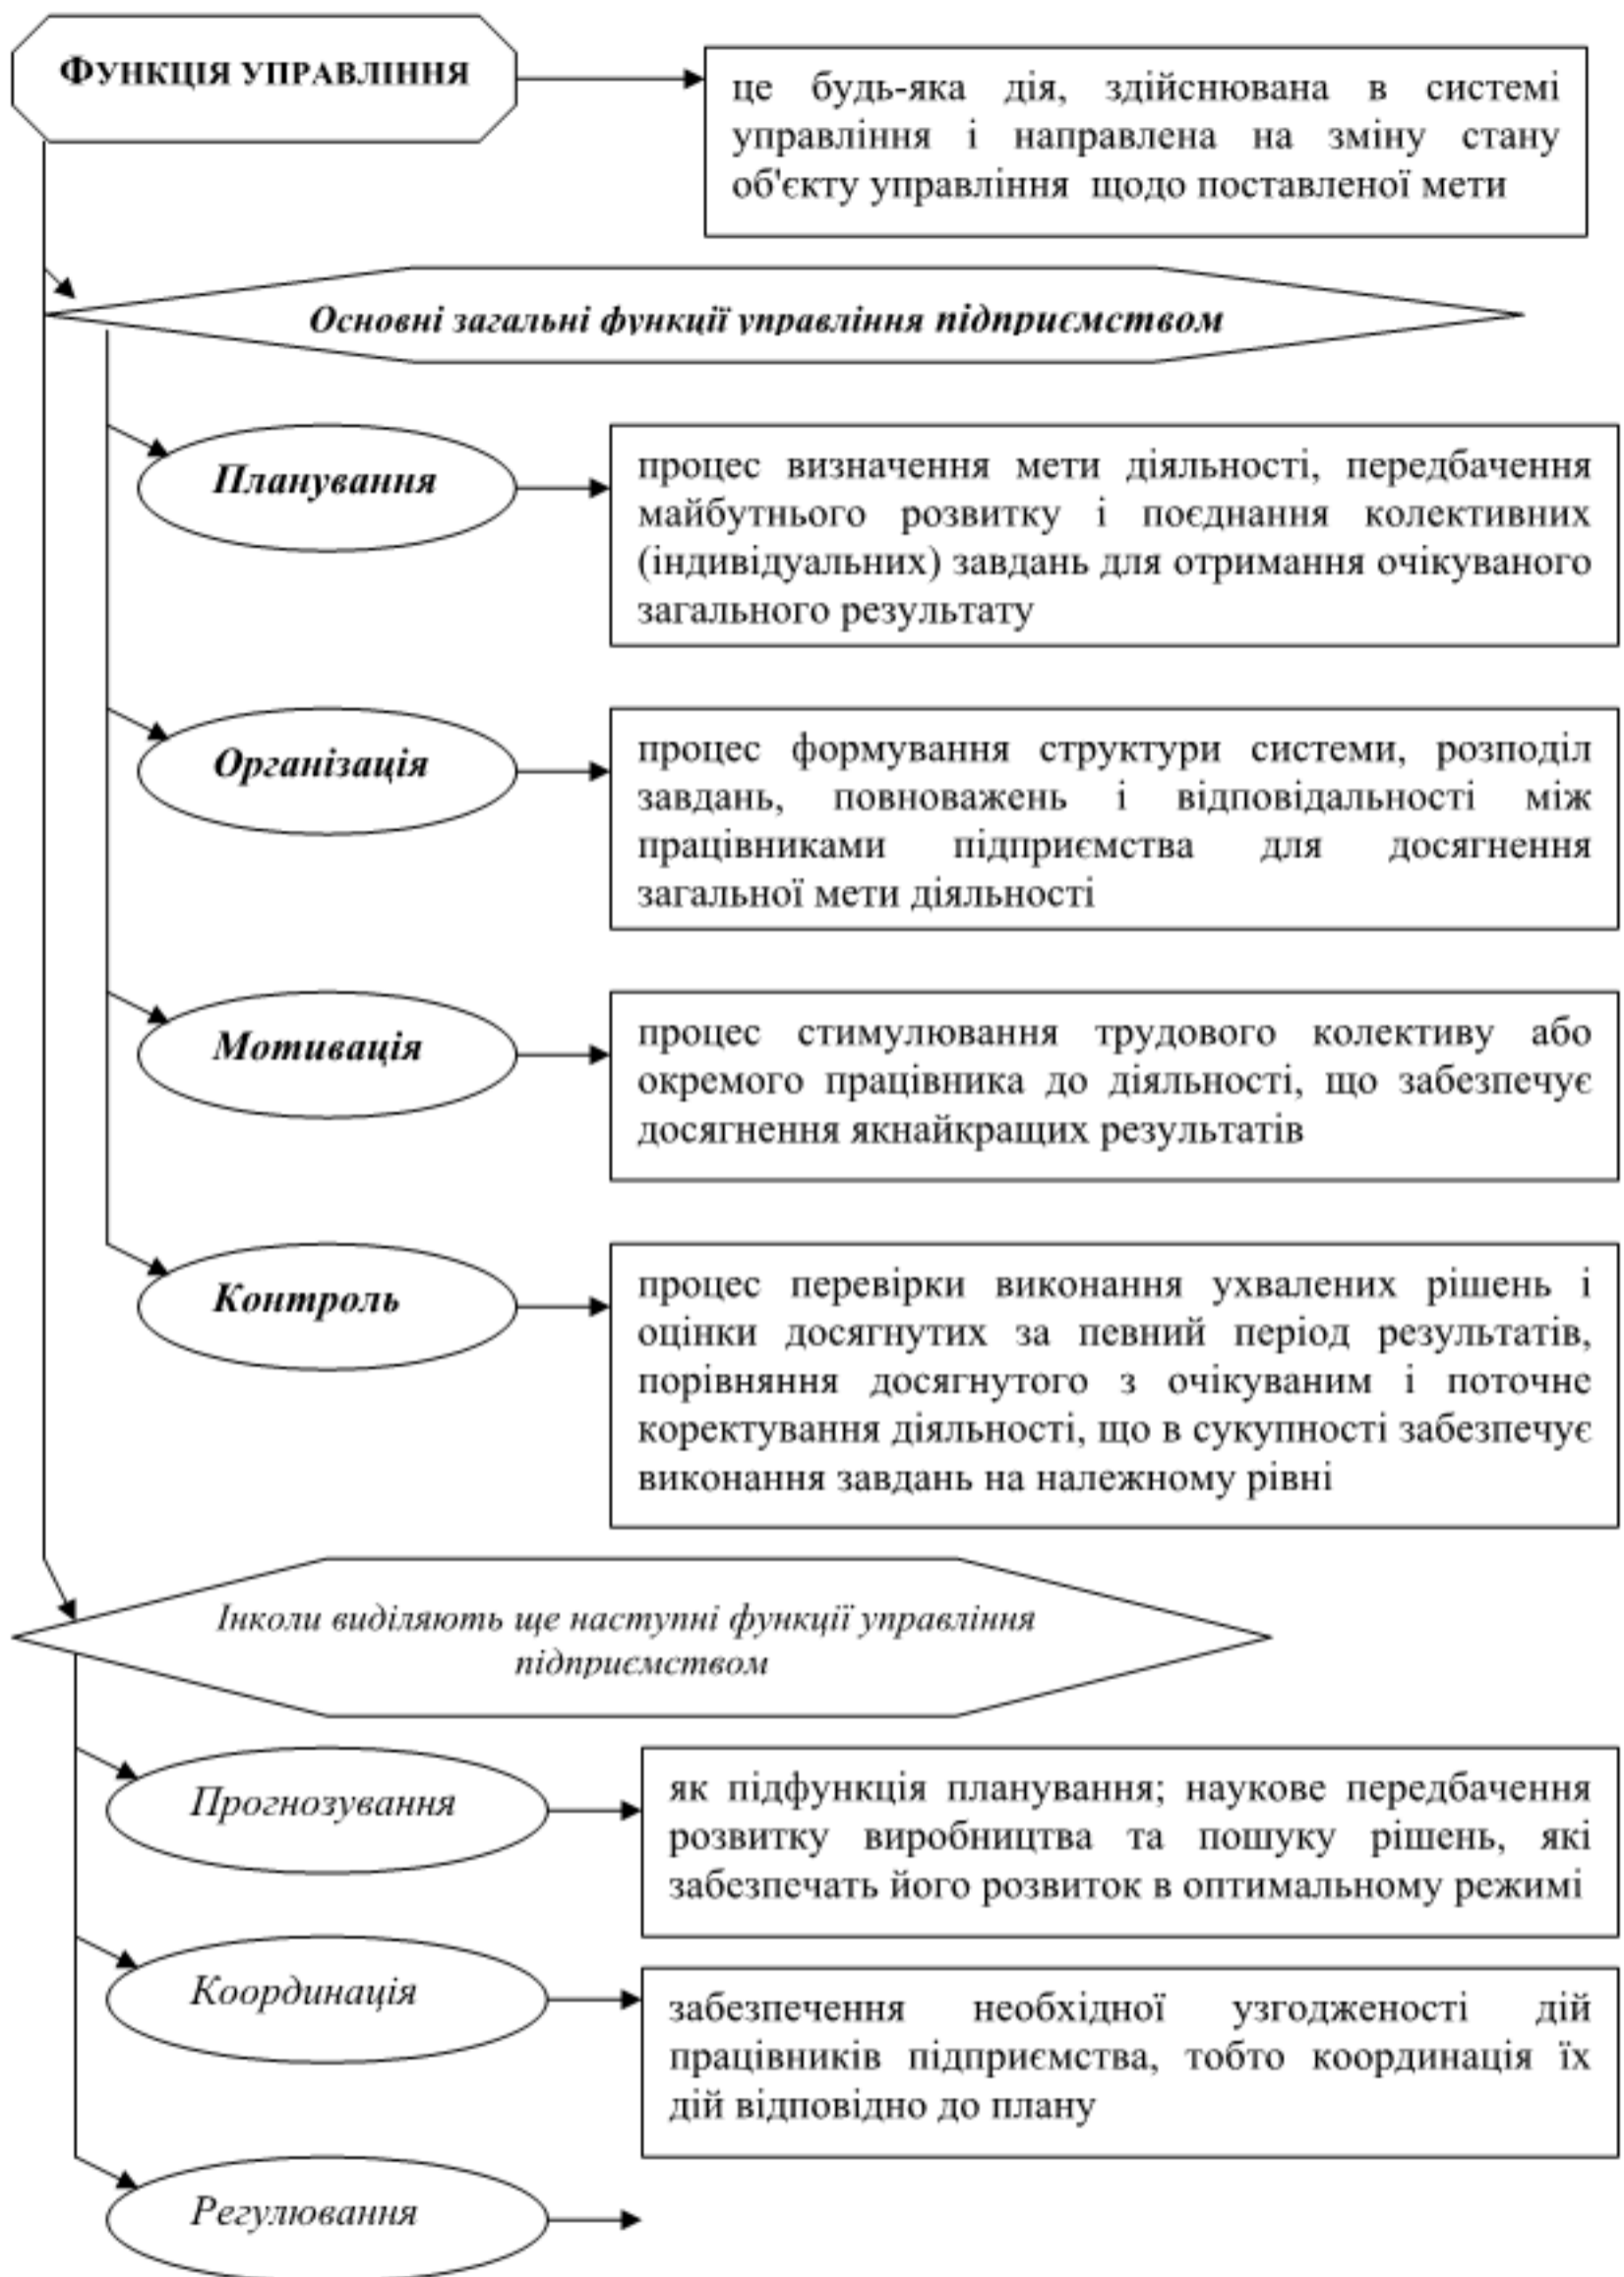 ФУНКЦІЯ УПРАВЛІННЯ
це будь-яка дія, здійснювана в системі
управління і направлена на зміну стану
об'єкту управління щодо поставленої мети
Основні загальні функції управління підприємством
Планування
процес визначення мети діяльності, передбачення
майбутнього розвитку і поєднання колективних
(індивідуальних) завдань для отримання очікуваного
загального результату
Організація
процес формування структури системи, розподіл
завдань, повноважень і відповідальності між
працівниками підприємства для досягнення
загальної мети діяльності
Мотивація
процес стимулювання трудового колективу або
окремого працівника до діяльності, що забезпечує
досягнення якнайкращих результатів
Контроль
процес перевірки виконання ухвалених рішень і
оцінки досягнутих за певний період результатів,
порівняння досягнутого з очікуваним і поточне
коректування діяльності, що в сукупності забезпечує
виконання завдань на належному рівні
Інколи виділяють ще наступні функції управління
підприємством
Прогнозування
як підфункція планування; наукове передбачення
розвитку виробництва та пошуку рішень, які
забезпечать його розвиток в оптимальному режимі
Координація
забезпечення необхідної узгодженості дій
працівників підприємства, тобто координація їх
дій відповідно до плану
Регулювання